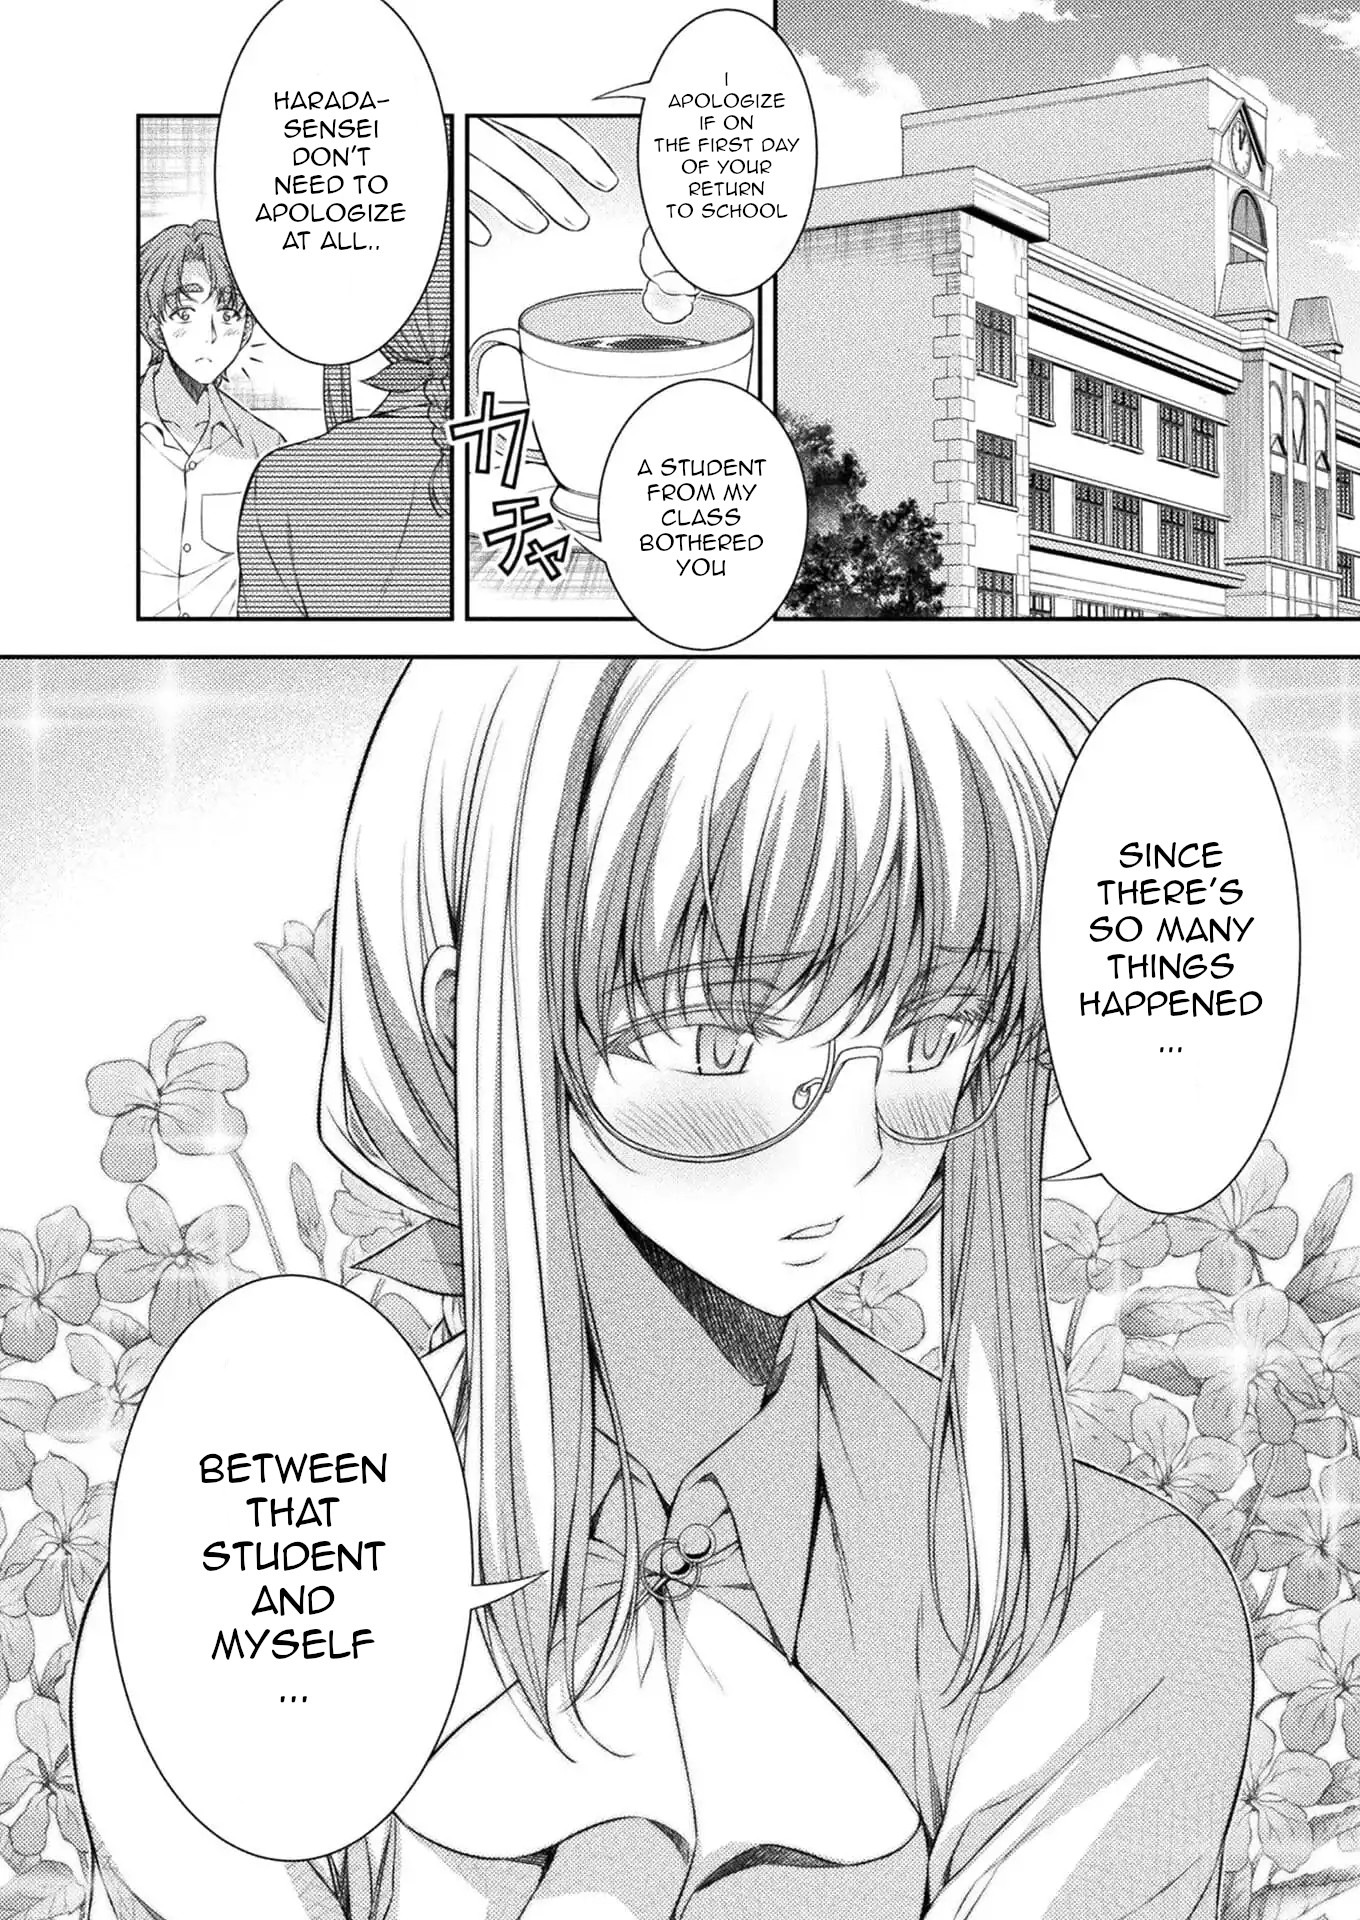 I
APOLOGIZE
IF ON
THE FIRST DAY
OF YOUR
RETURN
TO SCHOOL
A STUDENT
FROM MY
CLASS
BOTHERED
YOU
カチャ
HARADA-
SENSEI
DON'T
NEED TO
APOLOGIZE
AT ALL..
SINCE
THERE'S
SO MANY
THINGS
HAPPENED
...
BETWEEN
THAT
STUDENT
AND
MYSELF
...